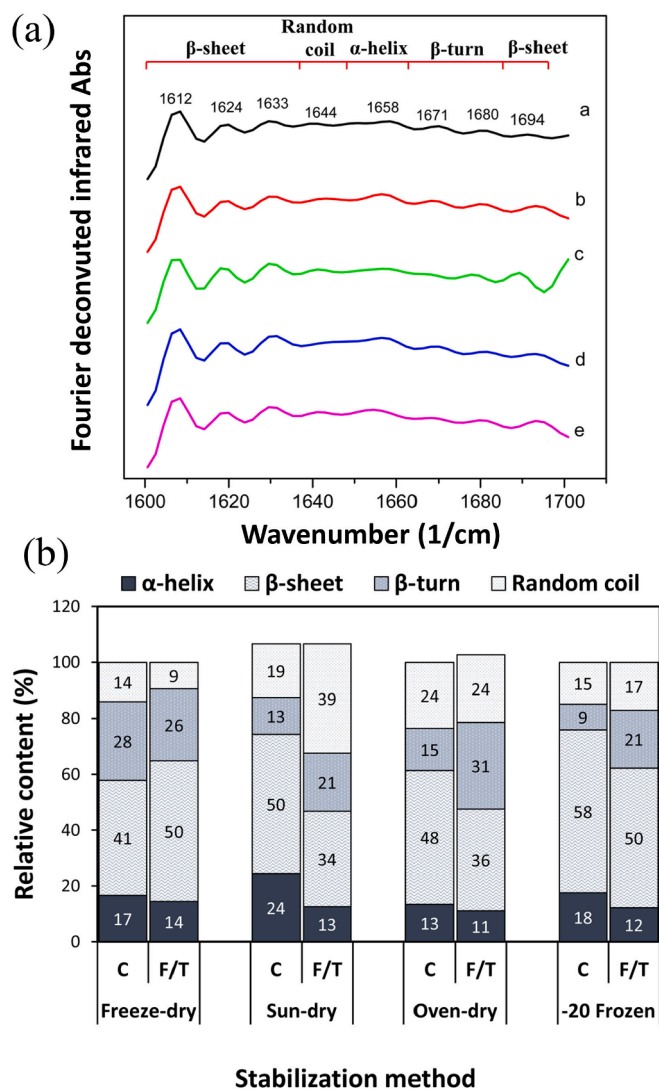 (a)
Random
β-sheet coil α-helix β-turn β-sheet
1612 1624 1633 1644 1658 1671 1680 1694 a
b
c
d
e
Fourier deconvuted infrared Abs
1600 1620 1640 1660 1680 1700
Wavenumber (1/cm)
(b)
α-helix β-sheet β-turn Random coil
Relative content (%)
120
100
80
60
40
20
0
14 9 19 39 24 24 15 17
28 26 13 21 15 31 9 21
41 50 50 34 48 36 58 50
17 14 24 13 13 11 18 12
C F/T C F/T C F/T C F/T
Freeze-dry Sun-dry Oven-dry -20 Frozen
Stabilization method